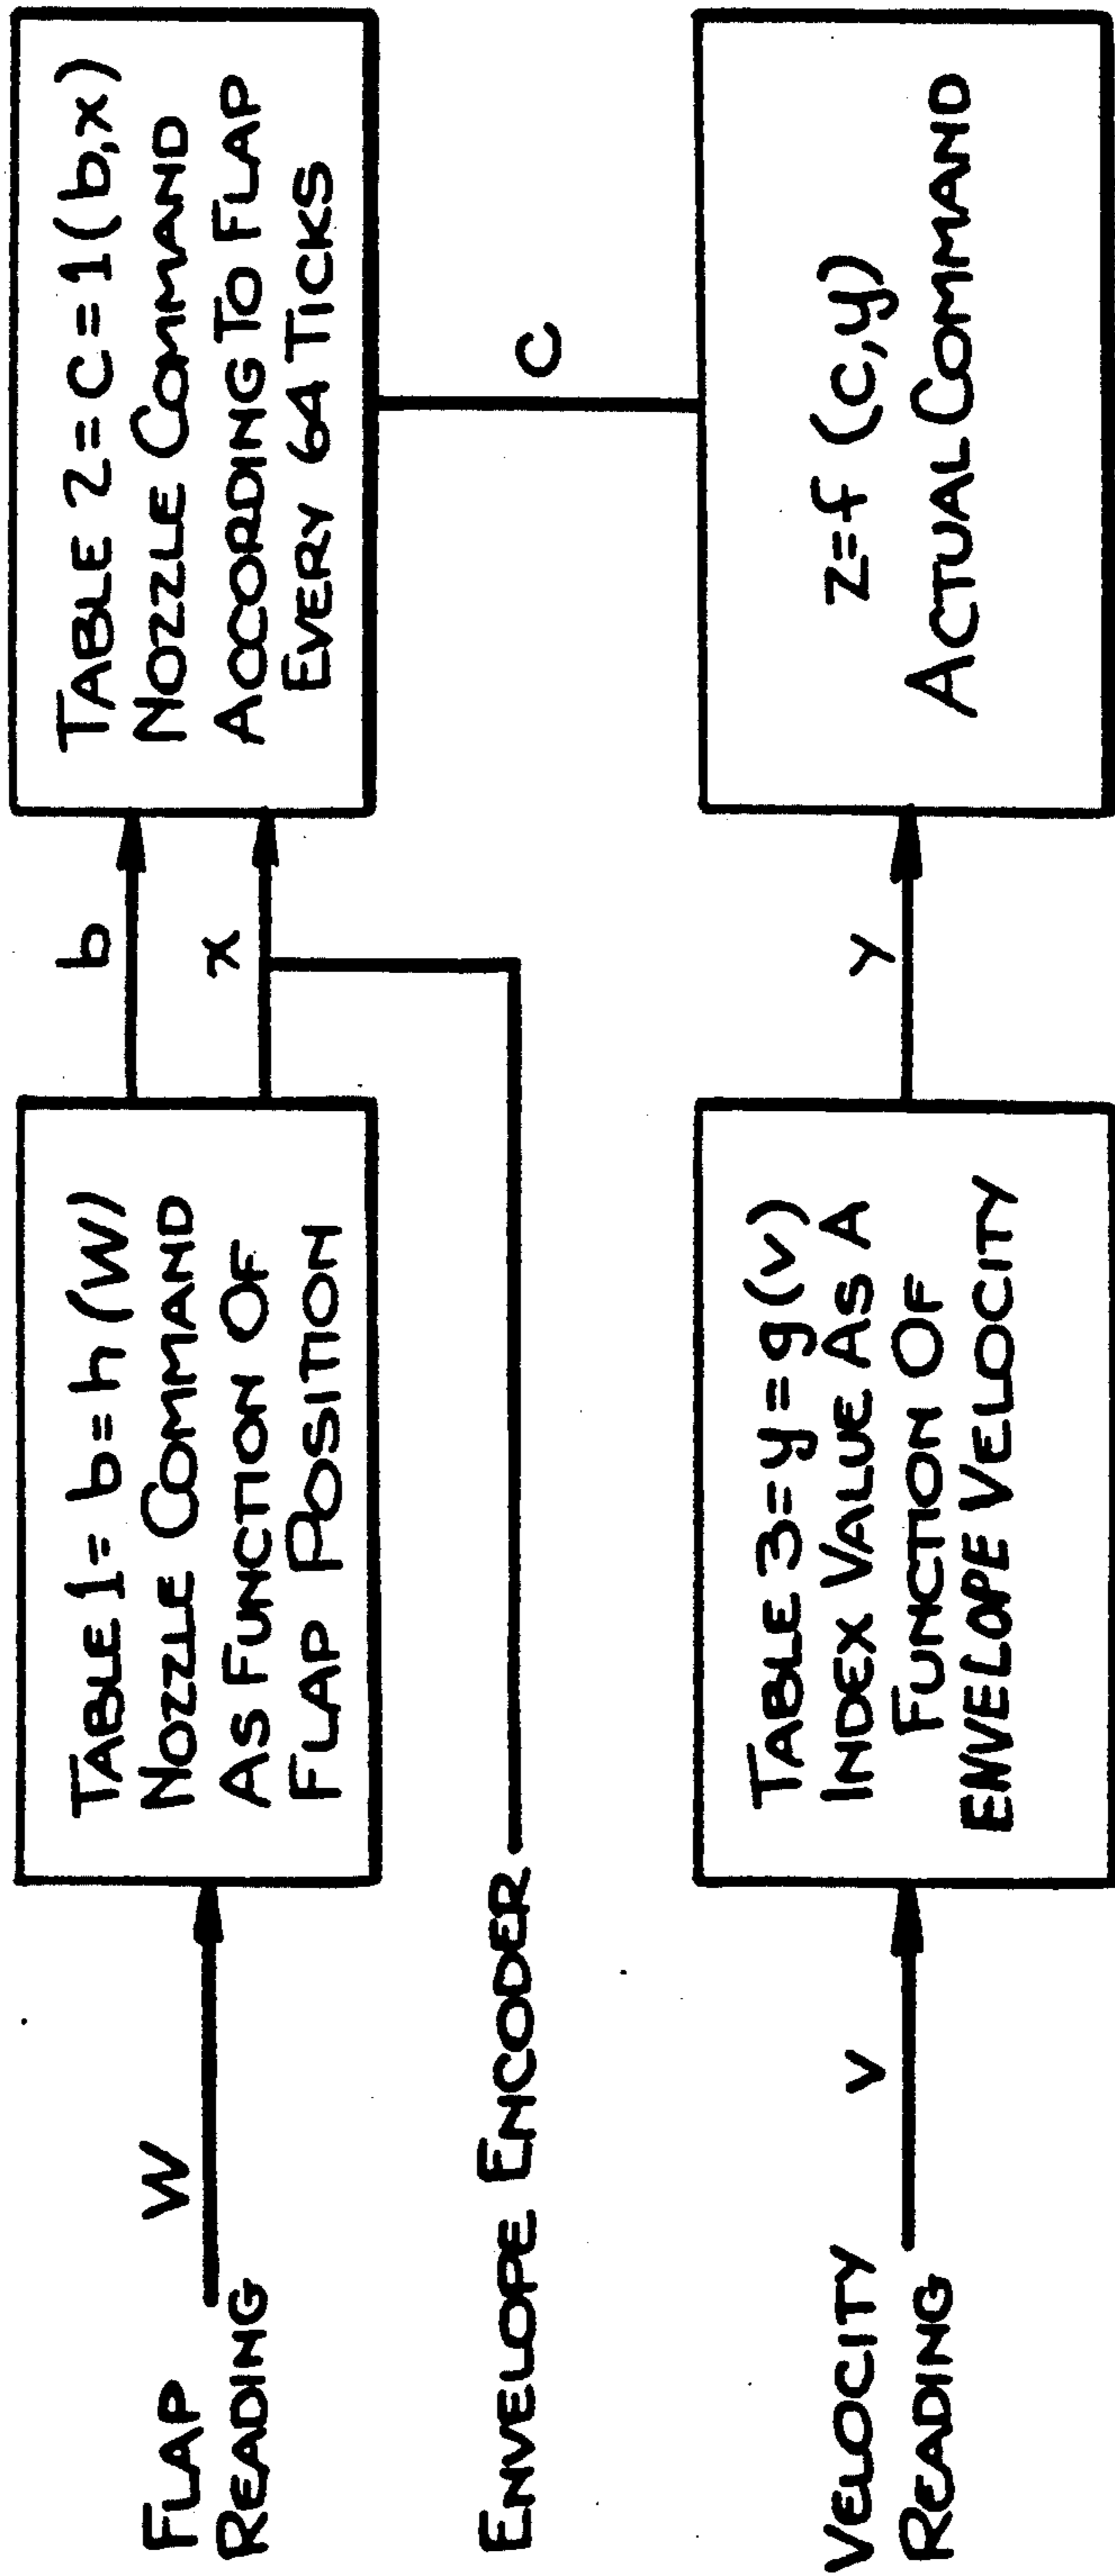 FLAP
READING
W
TABLE 1 = b = h (W)
NOZZLE COMMAND
AS FUNCTION OF
FLAP POSITION
b
x
TABLE 2 = C = 1 (b,x)
NOZZLE COMMAND
ACCORDING TO FLAP
EVERY 64 TICKS
ENVELOPE ENCODER
C
VELOCITY
READING
V
TABLE 3 = y = g (v)
INDEX VALUE AS A
FUNCTION OF
ENVELOPE VELOCITY
Y
Z = f (c,y)
ACTUAL COMMAND